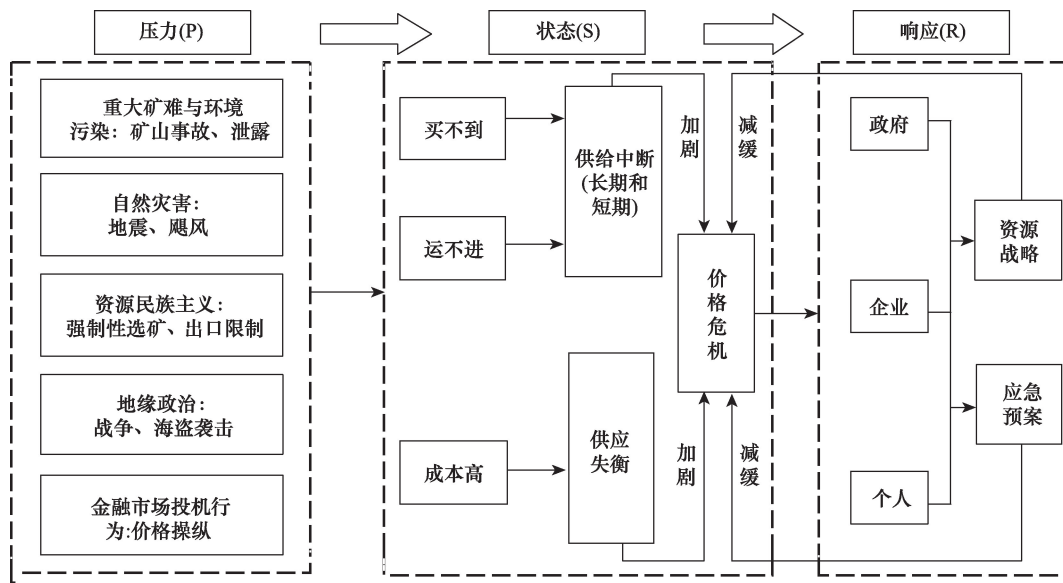 压力(P)
状态(S)
响应(R)
重大矿难与环境
污染：矿山事故、泄露
自然灾害：
地震、飓风
资源民族主义：
强制性选矿、出口限制
地缘政治：
战争、海盗袭击
金融市场投机行
为:价格操纵
买不到
运不进
成本高
供给中断
(长期和
短期)
供应
失衡
加剧
减缓
价格危机
加剧
减缓
政府
企业
个人
资源
战略
应急
预案